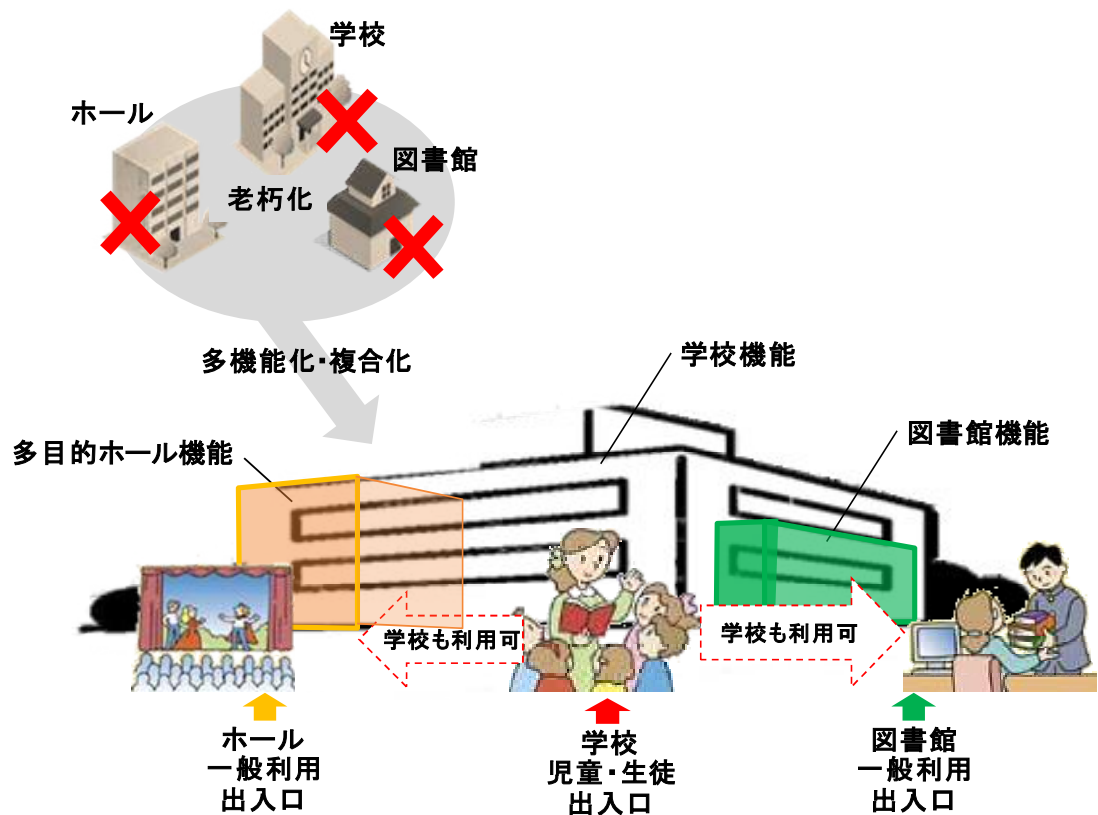 学校
ホール
図書館
老朽化
多機能化・複合化
学校機能
図書館機能
多目的ホール機能
学校も利用可
学校も利用可
ホール
一般利用
出入口
学校
児童・生徒
出入口
図書館
一般利用
出入口